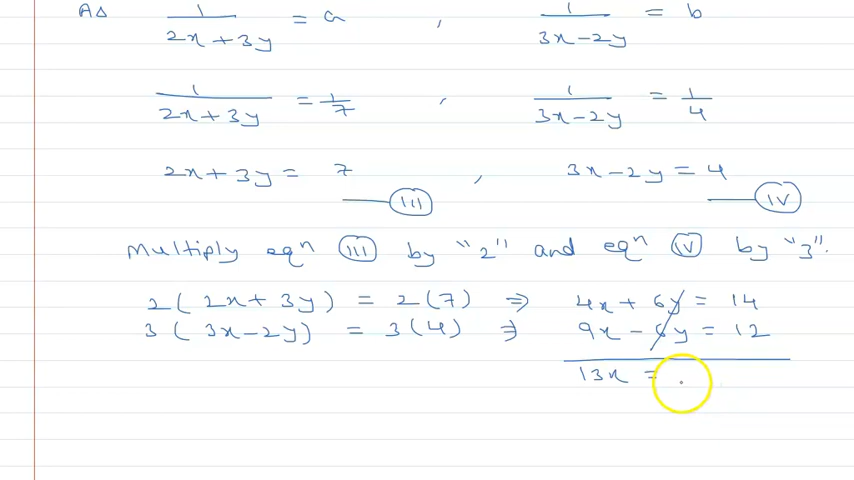 As 1/(2x+3y) = a , 1/(3x-2y) = b
1/(2x+3y) = 1/7 , 1/(3x-2y) = 1/4
2x+3y = 7 , 3x-2y = 4
(III) (IV)
Multiply eqn (III) by "2" and eqn (IV) by "3".
2(2x+3y) = 2(7) ⇒ 4x+6y = 14
3(3x-2y) = 3(4) ⇒ 9x-6y = 12
13x =